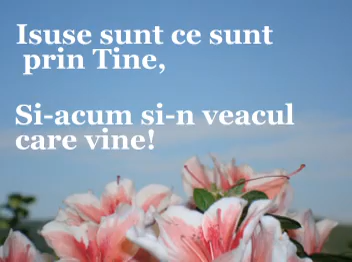 Isuse sunt ce sunt
prin Tine,
Si-acum si-n veacul
care vine!